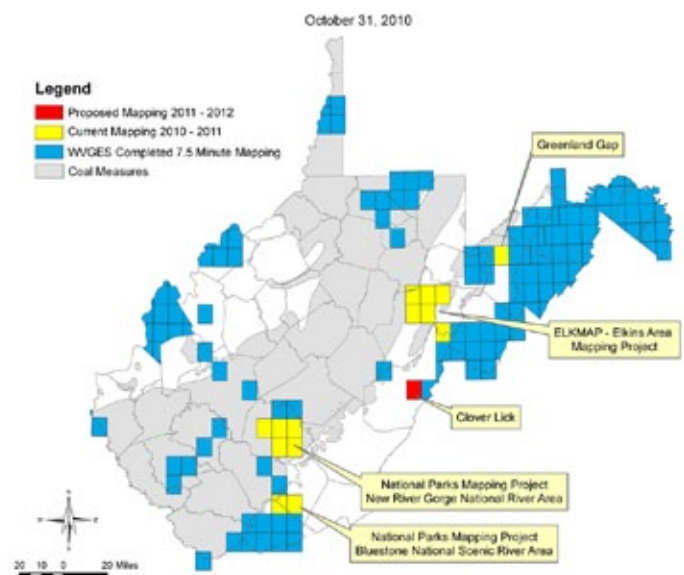 October 31, 2010
Legend
Proposed Mapping 2011 - 2012
Current Mapping 2010 - 2011
WVGES Completed 7.5 Minute Mapping
Coal Measures
Greenland Gap
ELKMAP - Elkins Area
Mapping Project
Clover Lick
National Parks Mapping Project
New River Gorge National River Area
National Parks Mapping Project
Bluestone National Scenic River Area
20 10 0 20 Miles